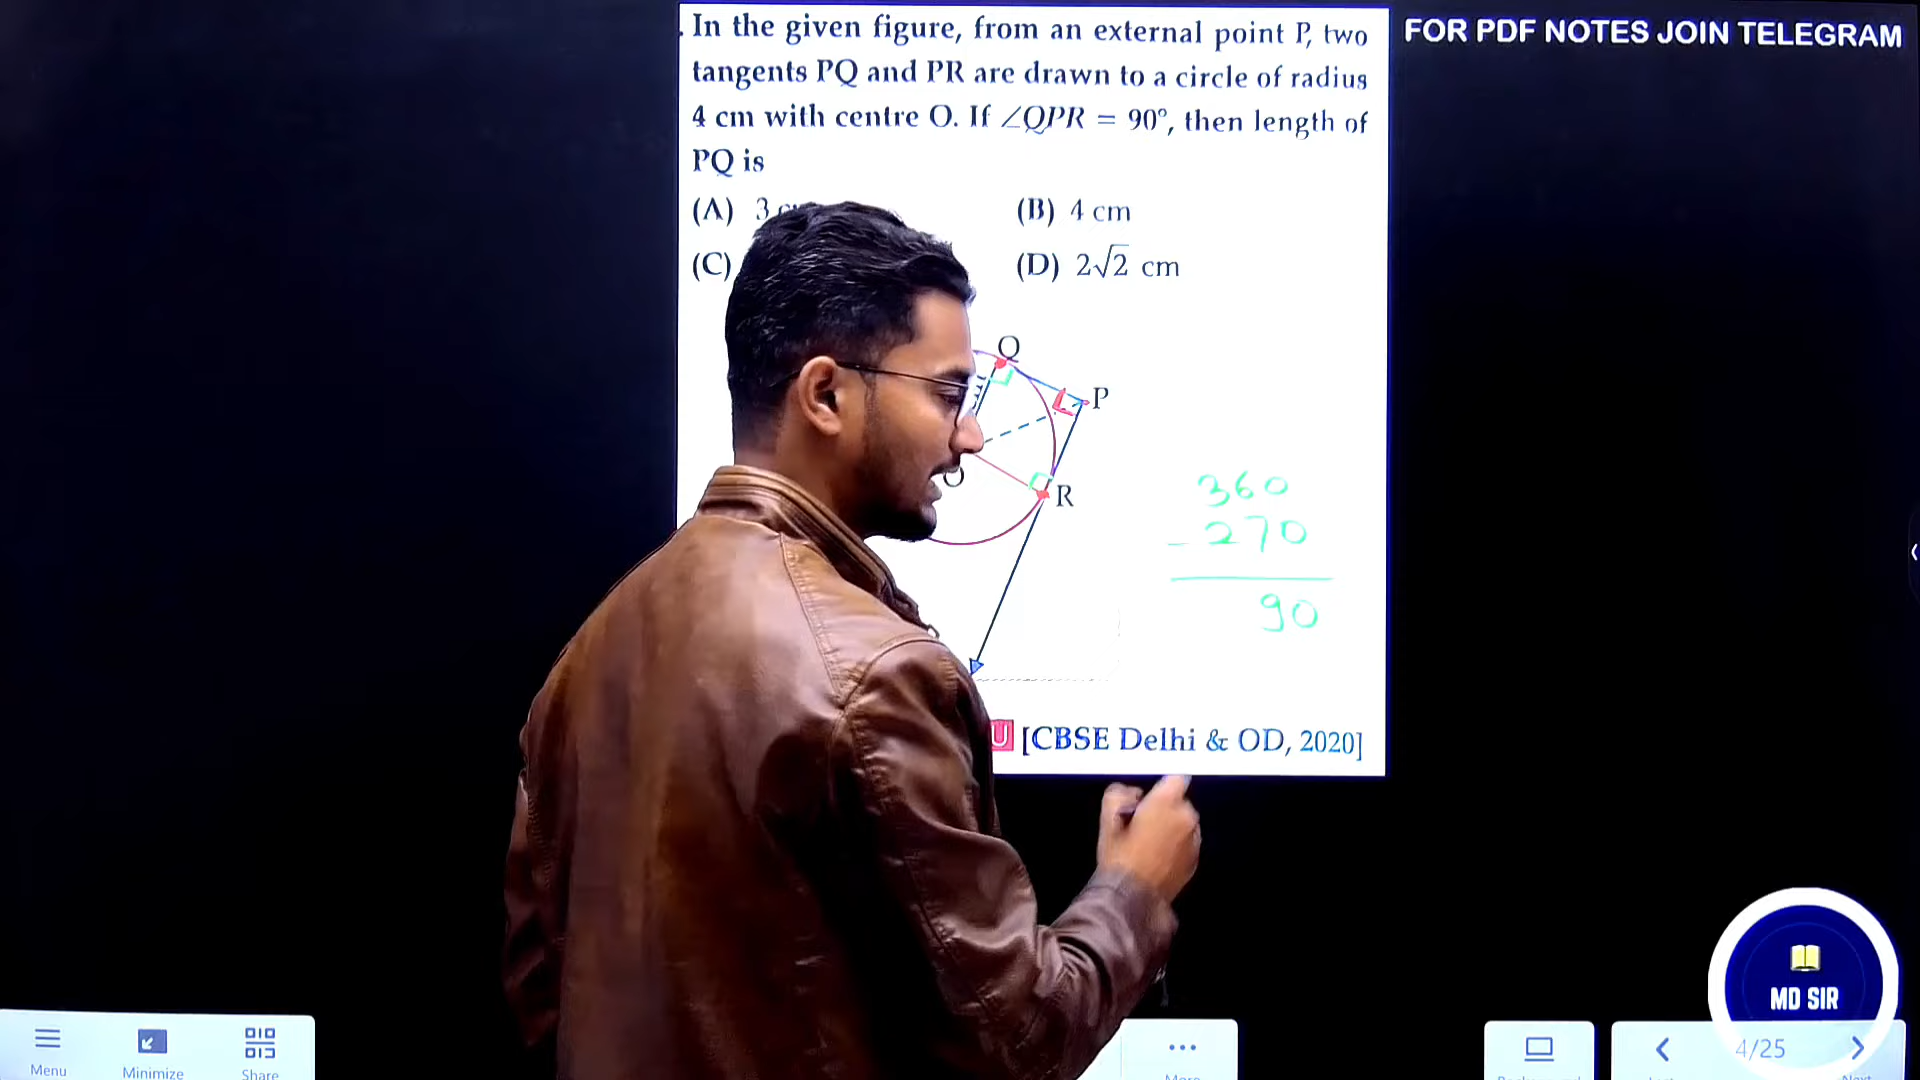 In the given figure, from an external point P, two
tangents PQ and PR are drawn to a circle of radius
4 cm with centre O. If ∠QPR = 90°, then length of
PQ is
(A) 3
(B) 4 cm
(C)
(D) 2√2 cm
Q
P
O
R
360
- 270
90
U [CBSE Delhi & OD, 2020]
FOR PDF NOTES JOIN TELEGRAM
MD SIR
Menu
Minimize
Share
4/25